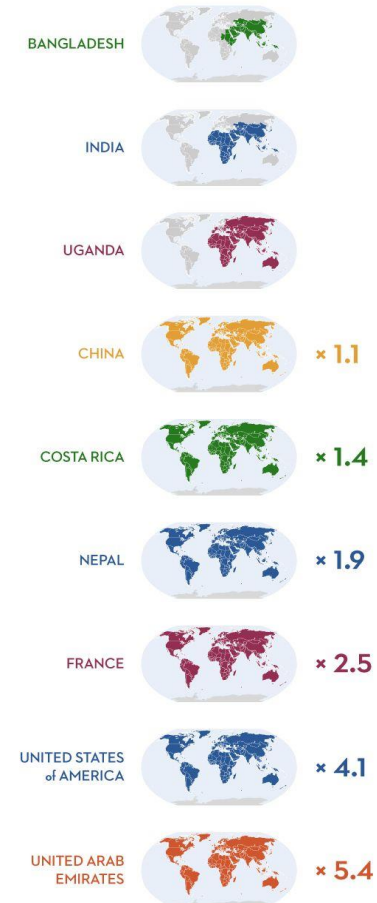 BANGLADESH
INDIA
UGANDA
CHINA
× 1.1
COSTA RICA
× 1.4
NEPAL
× 1.9
FRANCE
× 2.5
UNITED STATES
of AMERICA
× 4.1
UNITED ARAB
EMIRATES
× 5.4